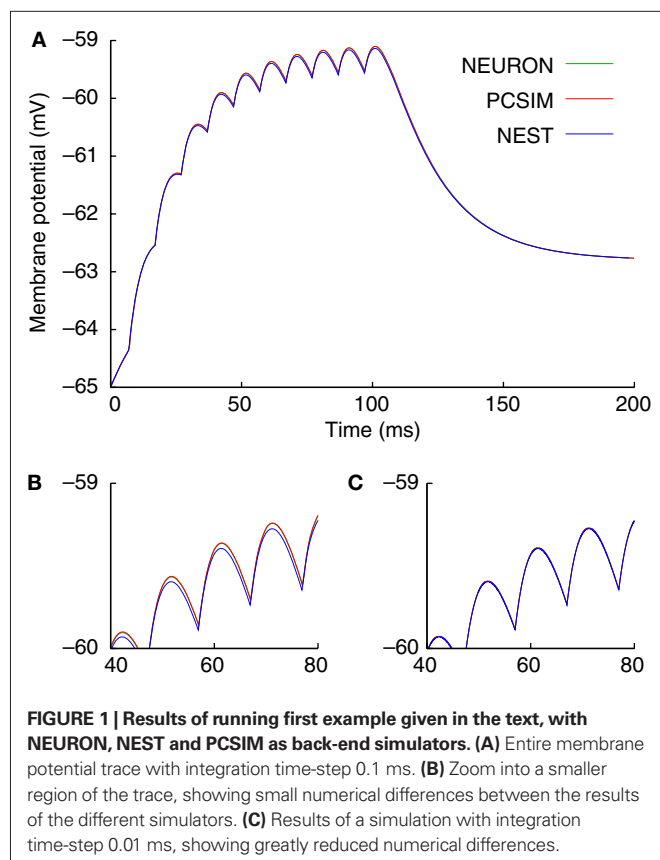 A
–59
–60
–61
–62
–63
–64
–65
Membrane potential (mV)
NEURON
PCSIM
NEST
0 50 100 150 200
Time (ms)
B
–59
–60
40 60 80
C
–59
–60
40 60 80
FIGURE 1 | Results of running first example given in the text, with
NEURON, NEST and PCSIM as back-end simulators. (A) Entire membrane
potential trace with integration time-step 0.1 ms. (B) Zoom into a smaller
region of the trace, showing small numerical differences between the results
of the different simulators. (C) Results of a simulation with integration
time-step 0.01 ms, showing greatly reduced numerical differences.